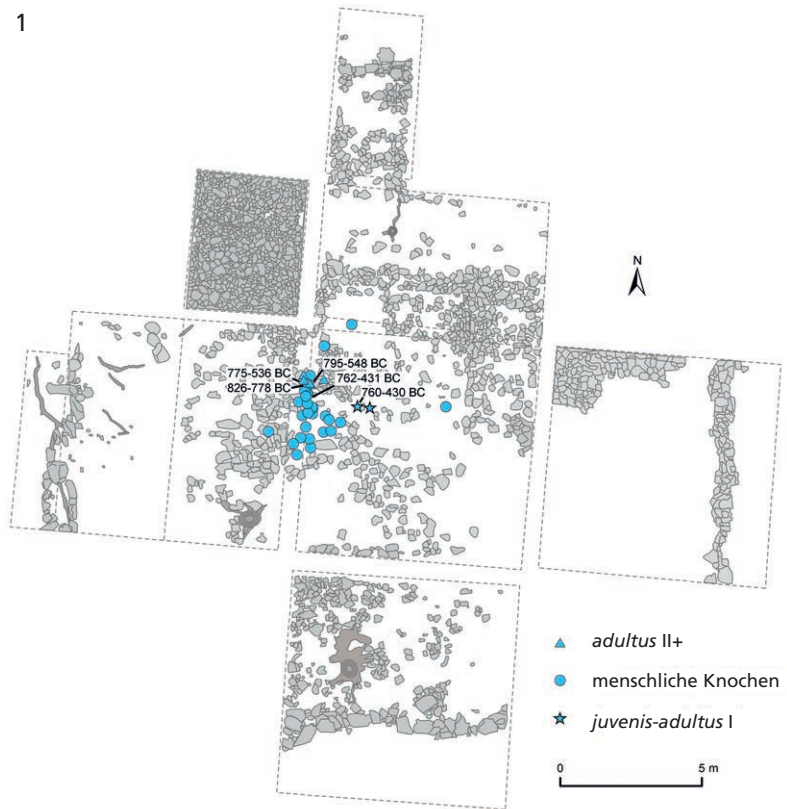 1
N
795-548 BC
775-536 BC
762-431 BC
826-778 BC
760-430 BC
adultus II+
menschliche Knochen
juvenis-adultus I
0 5 m